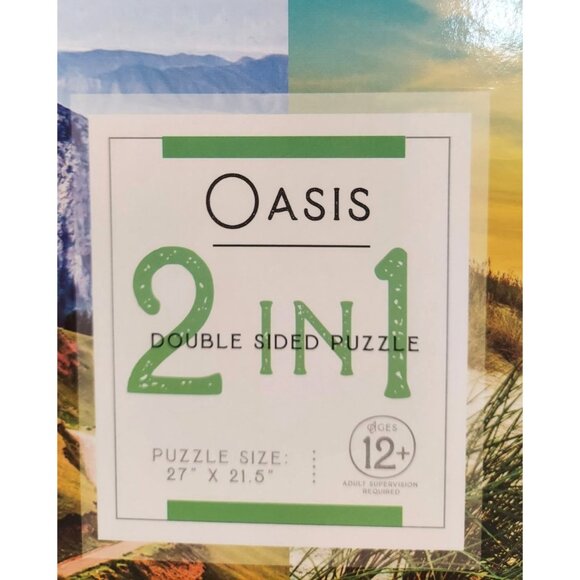 OASIS
2 IN 1
DOUBLE SIDED PUZZLE
PUZZLE SIZE:
27" X 21.5"
AGES
12+
ADULT SUPERVISION
REQUIRED